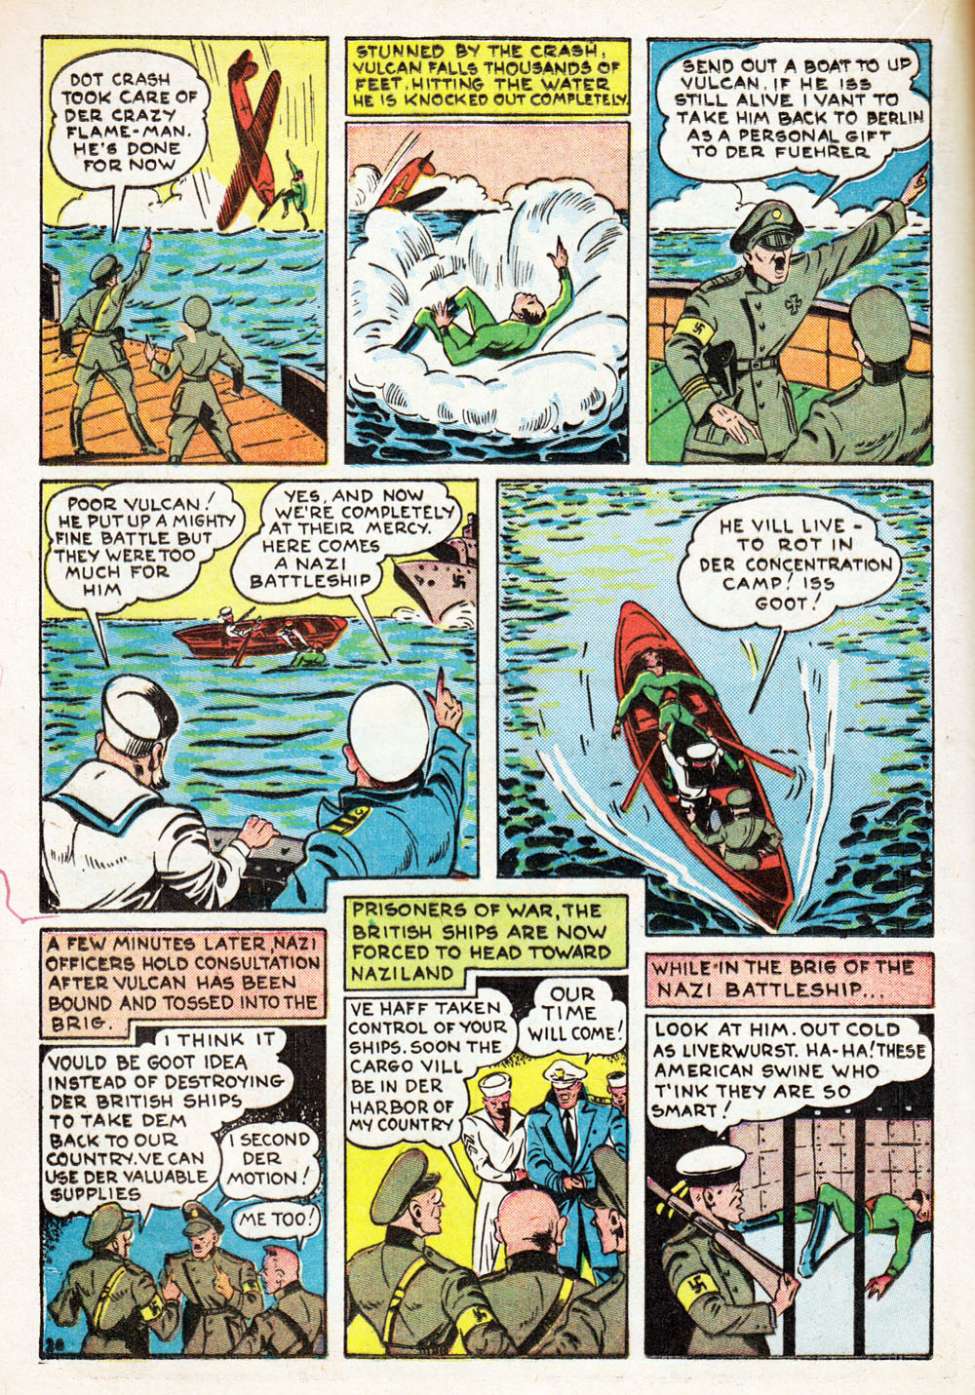 DOT CRASH
TOOK CARE OF
DER CRAZY
FLAME-MAN.
HE'S DONE
FOR NOW
STUNNED BY THE CRASH,
VULCAN FALLS THOUSANDS OF
FEET. HITTING THE WATER
HE IS KNOCKED OUT COMPLETELY.
SEND OUT A BOAT TO UP
VULCAN. IF HE ISS
STILL ALIVE I VANT TO
TAKE HIM BACK TO BERLIN
AS A PERSONAL GIFT
TO DER FUEHRER
POOR VULCAN!
HE PUT UP A MIGHTY
FINE BATTLE BUT
THEY WERE TOO
MUCH FOR
HIM
YES, AND NOW
WE'RE COMPLETELY
AT THEIR MERCY.
HERE COMES
A NAZI
BATTLESHIP
HE VILL LIVE -
TO ROT IN
DER CONCENTRATION
CAMP! ISS
GOOT!
A FEW MINUTES LATER, NAZI
OFFICERS HOLD CONSULTATION
AFTER VULCAN HAS BEEN
BOUND AND TOSSED INTO THE
BRIG.
I THINK IT
VOULD BE GOOT IDEA
INSTEAD OF DESTROYING
DER BRITISH SHIPS
TO TAKE DEM
BACK TO OUR
COUNTRY. VE CAN
USE DER VALUABLE
SUPPLIES
I SECOND
DER
MOTION!
ME TOO!
28
PRISONERS OF WAR, THE
BRITISH SHIPS ARE NOW
FORCED TO HEAD TOWARD
NAZILAND
VE HAFF TAKEN
CONTROL OF YOUR
SHIPS. SOON THE
CARGO VILL
BE IN DER
HARBOR OF
MY COUNTRY
OUR
TIME
WILL COME!
WHILE IN THE BRIG OF THE
NAZI BATTLESHIP...
LOOK AT HIM. OUT COLD
AS LIVERWURST. HA-HA! THESE
AMERICAN SWINE WHO
T'INK THEY ARE SO
SMART!